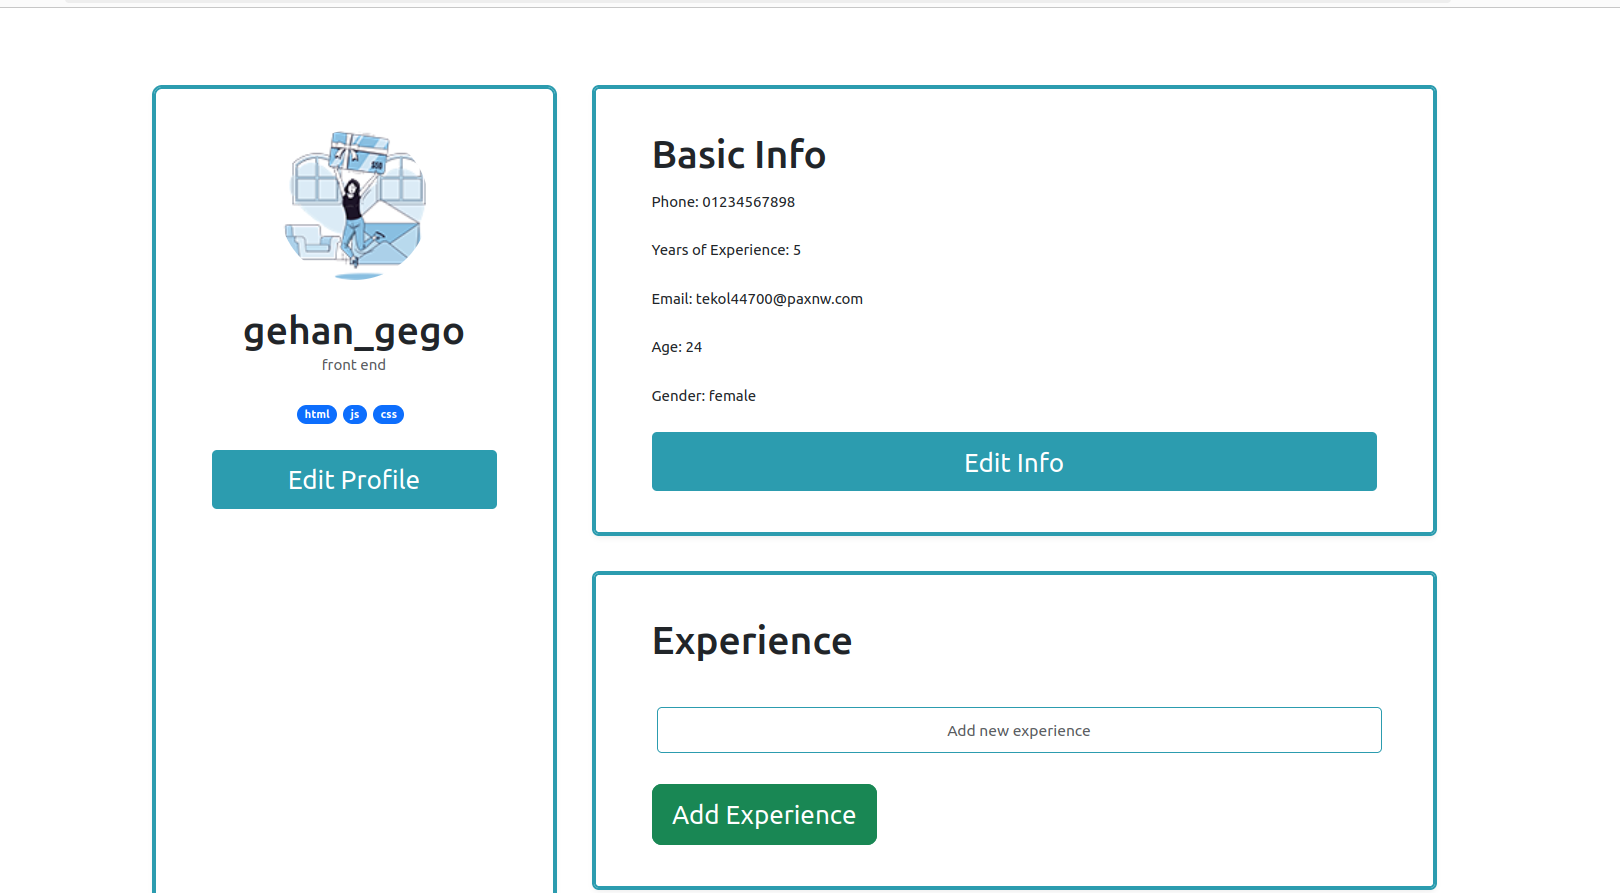 $50
gehan_gego
front end
html js css
Edit Profile
Basic Info
Phone: 01234567898
Years of Experience: 5
Email: tekol44700@paxnw.com
Age: 24
Gender: female
Edit Info
Experience
Add new experience
Add Experience